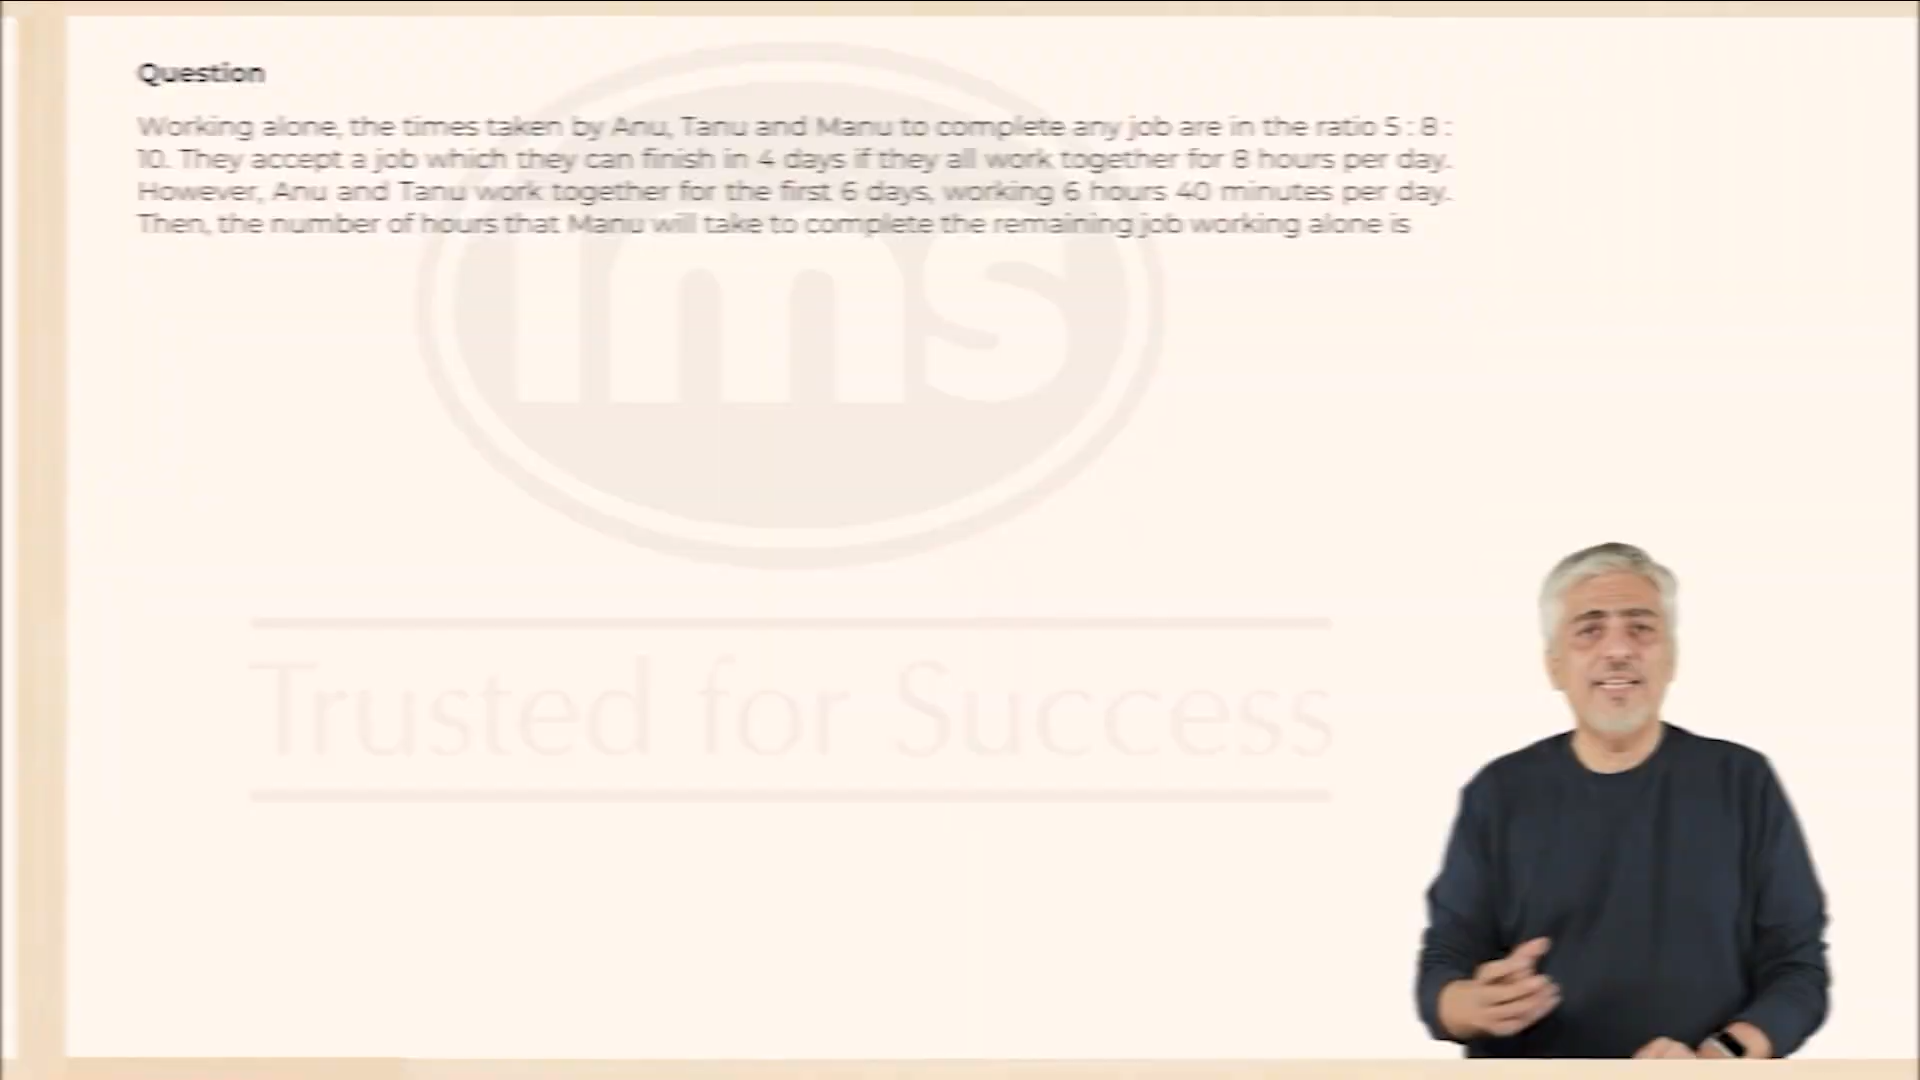 Question
Working alone, the times taken by Anu, Tanu and Manu to complete any job are in the ratio 5 : 8 :
10. They accept a job which they can finish in 4 days if they all work together for 8 hours per day.
However, Anu and Tanu work together for the first 6 days, working 6 hours 40 minutes per day.
Then, the number of hours that Manu will take to complete the remaining job working alone is
ims
Trusted for Success